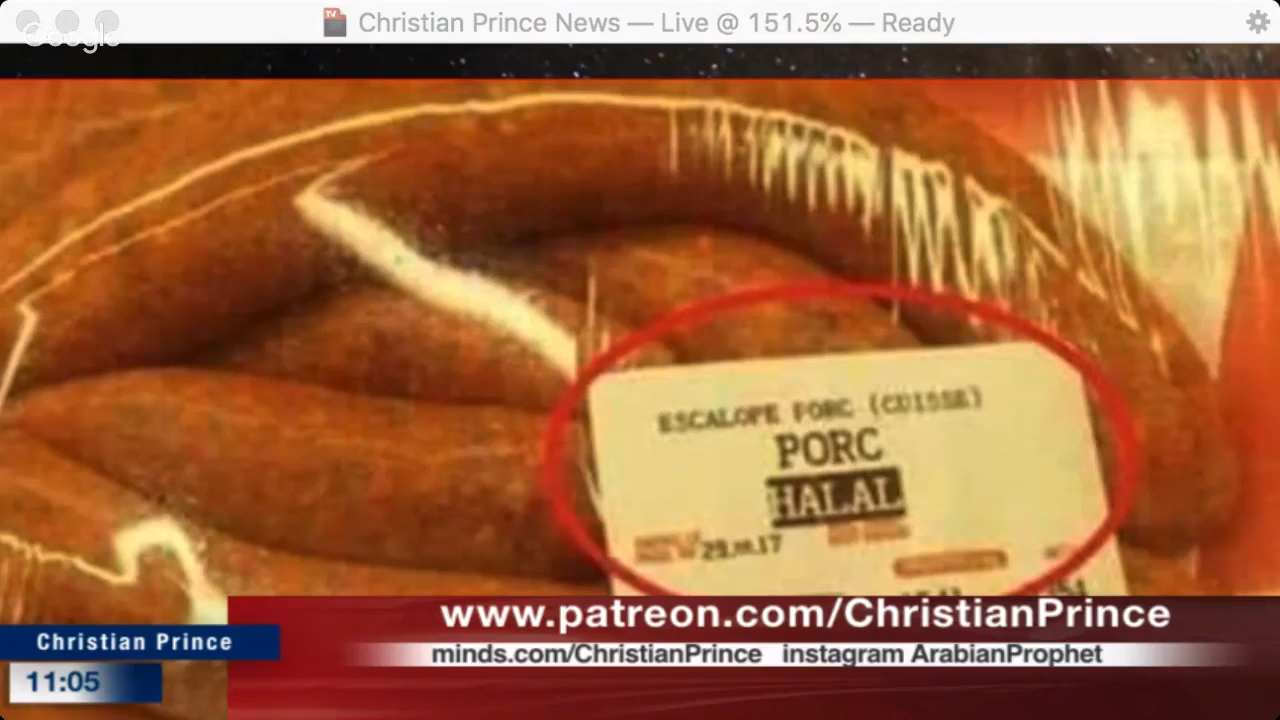 Christian Prince News — Live @ 151.5% — Ready
Google
ESCALOPE PORC (CUISSE)
PORC
HALAL
29.m.17
www.patreon.com/ChristianPrince
minds.com/ChristianPrince instagram ArabianProphet
Christian Prince
11:05